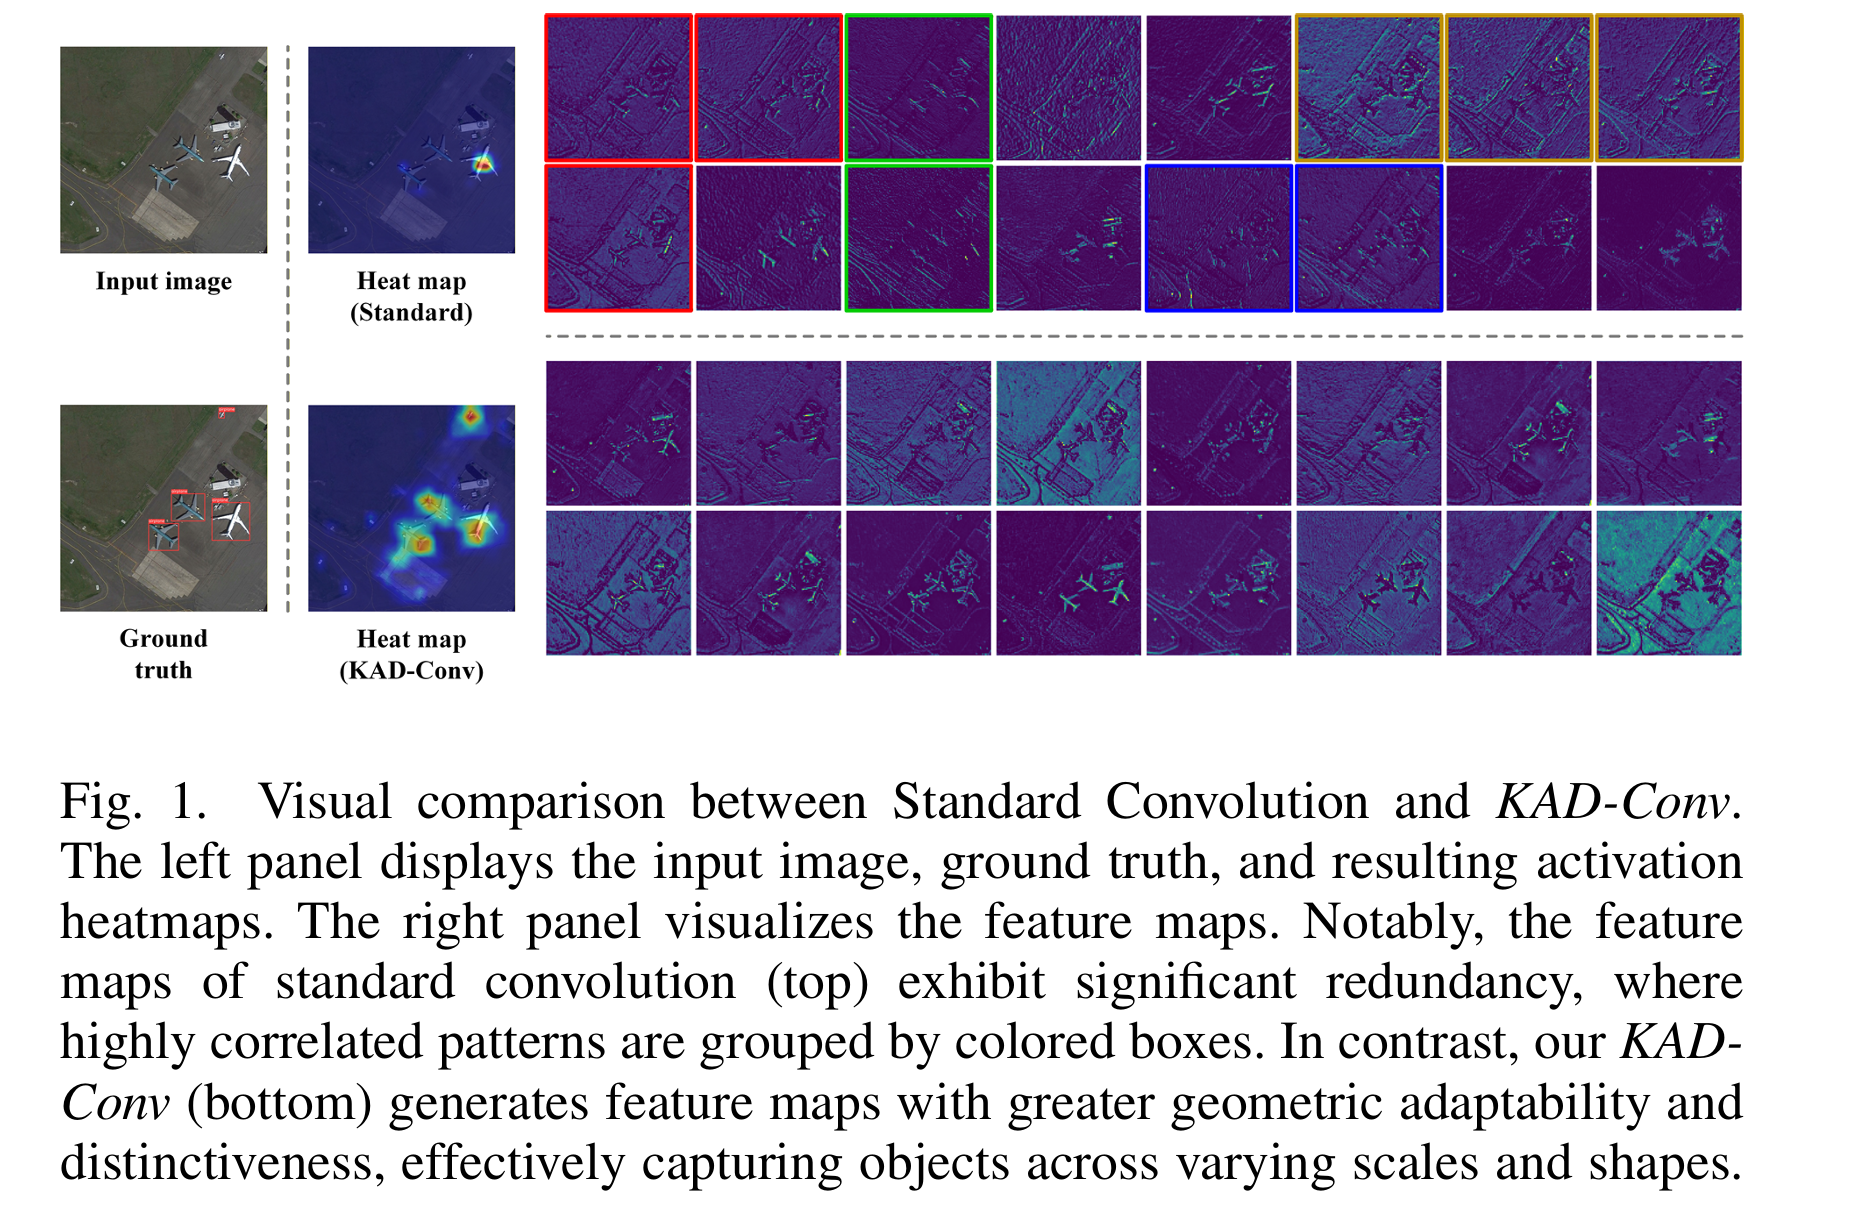 Input image
Heat map
(Standard)
Ground
truth
Heat map
(KAD-Conv)
Fig. 1. Visual comparison between Standard Convolution and KAD-Conv.
The left panel displays the input image, ground truth, and resulting activation
heatmaps. The right panel visualizes the feature maps. Notably, the feature
maps of standard convolution (top) exhibit significant redundancy, where
highly correlated patterns are grouped by colored boxes. In contrast, our KAD-
Conv (bottom) generates feature maps with greater geometric adaptability and
distinctiveness, effectively capturing objects across varying scales and shapes.